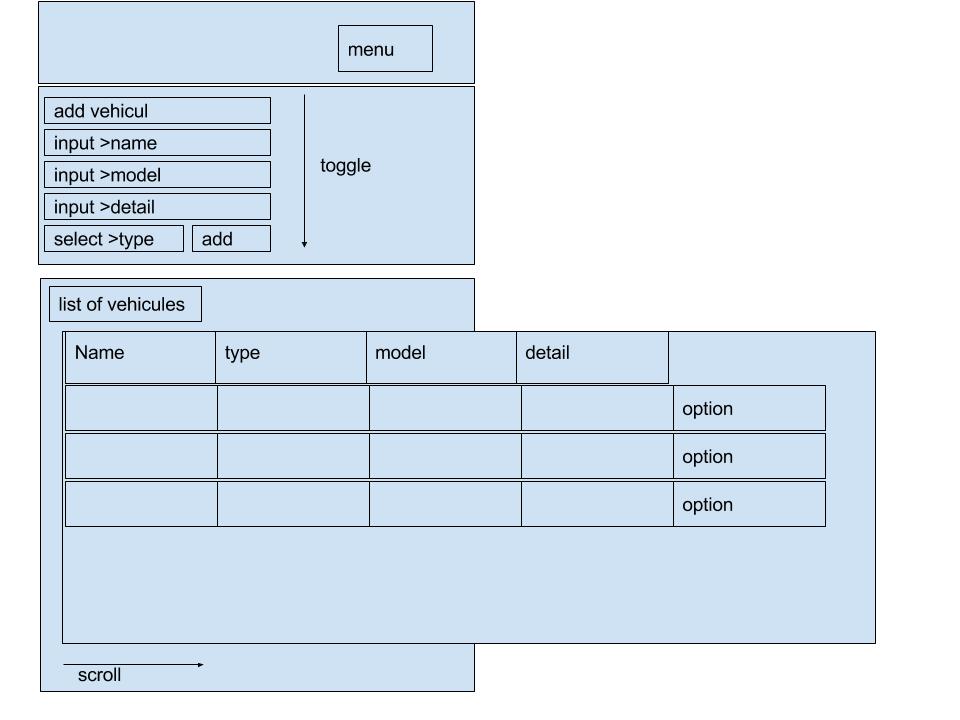 menu
add vehicul
input >name
input >model
input >detail
select >type
add
toggle
list of vehicules
Name
type
model
detail
option
option
option
scroll